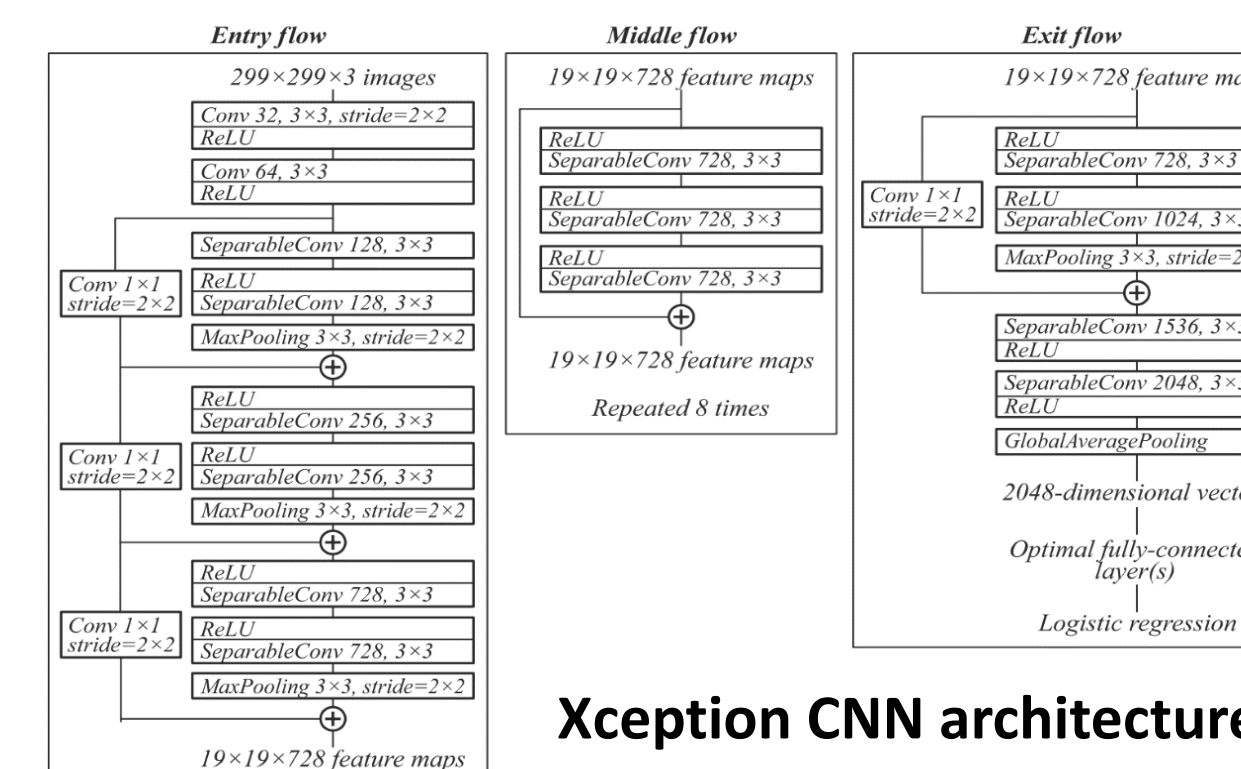 Entry flow
299×299×3 images
Conv 32, 3×3, stride=2×2
ReLU
Conv 64, 3×3
ReLU
SeparableConv 128, 3×3
Conv 1×1
stride=2×2
ReLU
SeparableConv 128, 3×3
MaxPooling 3×3, stride=2×2
+
ReLU
SeparableConv 256, 3×3
Conv 1×1
stride=2×2
ReLU
SeparableConv 256, 3×3
MaxPooling 3×3, stride=2×2
+
ReLU
SeparableConv 728, 3×3
Conv 1×1
stride=2×2
ReLU
SeparableConv 728, 3×3
MaxPooling 3×3, stride=2×2
+
19×19×728 feature maps
Middle flow
19×19×728 feature maps
ReLU
SeparableConv 728, 3×3
ReLU
SeparableConv 728, 3×3
ReLU
SeparableConv 728, 3×3
+
19×19×728 feature maps
Repeated 8 times
Exit flow
19×19×728 feature
ReLU
SeparableConv 728, 3×3
Conv 1×1
stride=2×2
ReLU
SeparableConv 1024, 3×3
MaxPooling 3×3, stride=2
+
SeparableConv 1536, 3×3
ReLU
SeparableConv 2048, 3×3
ReLU
GlobalAveragePooling
2048-dimensional
Optimal
layer(s)
Logistic regression
Xception CNN architecture